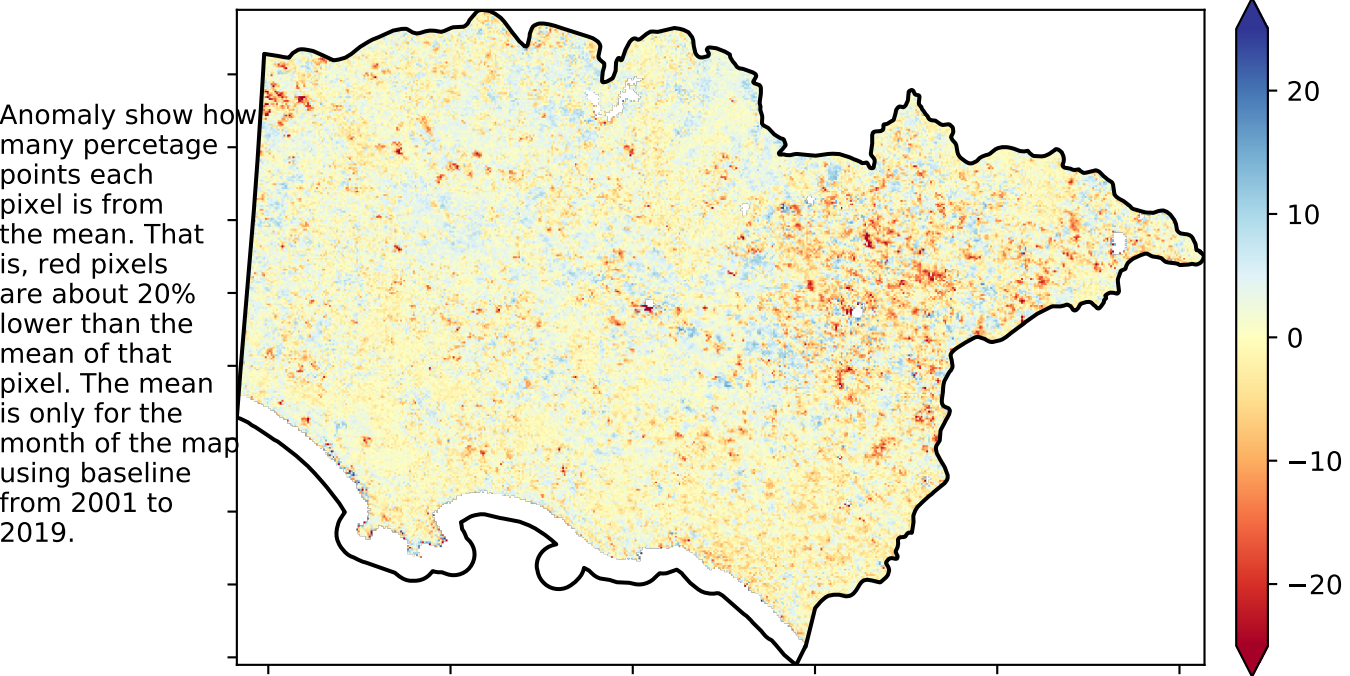 Anomaly show how
many percetage
points each
pixel is from
the mean. That
is, red pixels
are about 20%
lower than the
mean of that
pixel. The mean
is only for the
month of the map
using baseline
from 2001 to
2019.
20
10
0
−10
−20